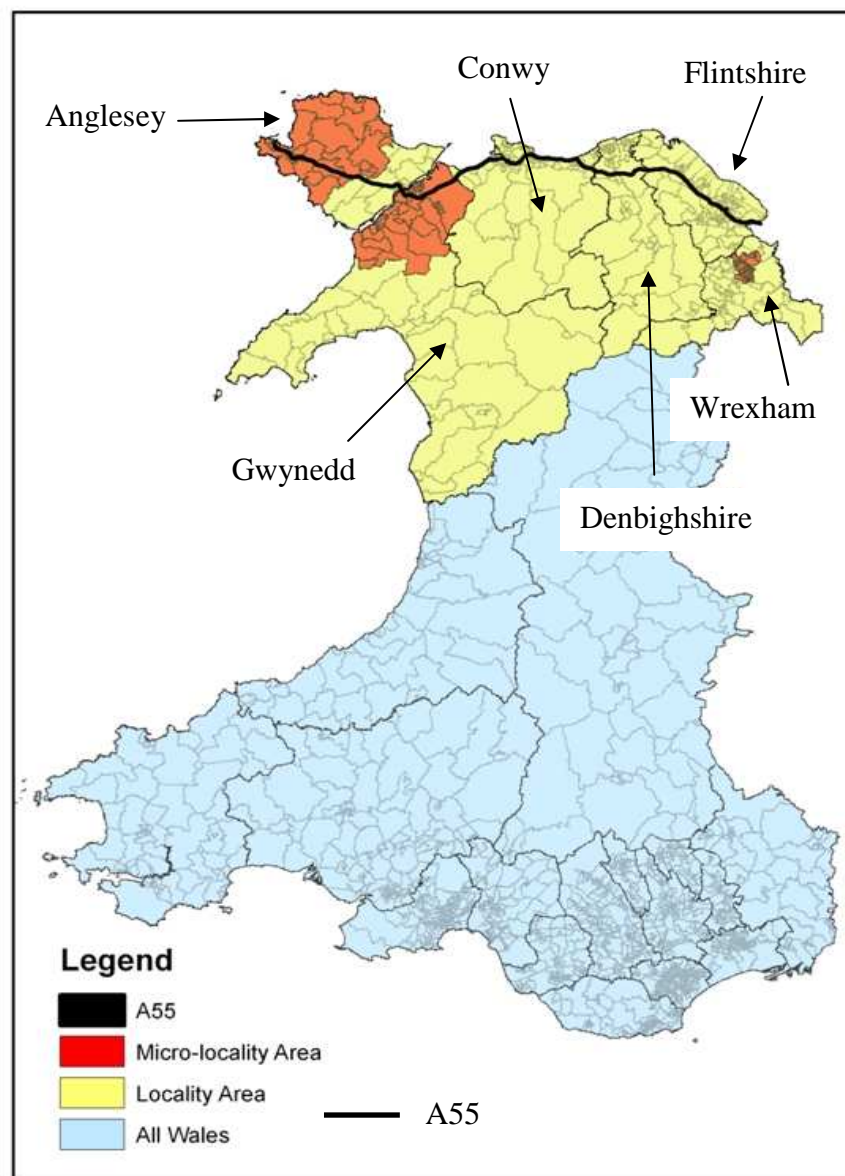 Conwy
Flintshire
Anglesey
Wrexham
Gwynedd
Denbighshire
Legend
A55
Micro-locality Area
Locality Area
A55
All Wales